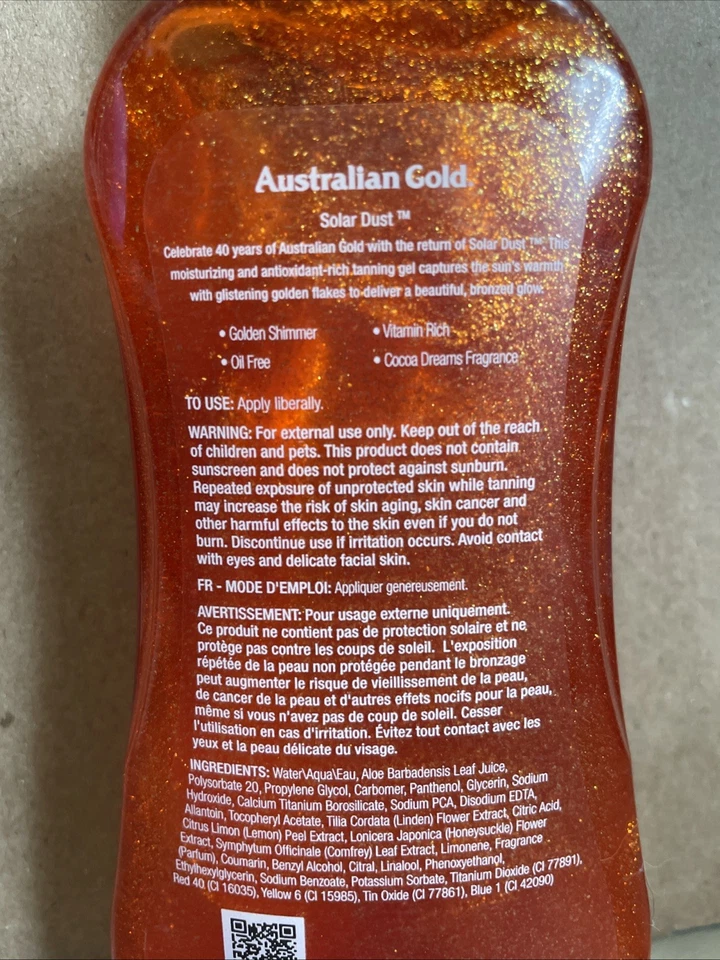 Australian Gold
Solar Dust ™
Celebrate 40 years of Australian Gold with the return of Solar Dust ™. This
moisturizing and antioxidant-rich tanning gel captures the sun's warmth
with glistening golden flakes to deliver a beautiful, bronzed glow.
• Golden Shimmer • Vitamin Rich
• Oil Free • Cocoa Dreams Fragrance
TO USE: Apply liberally.
WARNING: For external use only. Keep out of the reach
of children and pets. This product does not contain
sunscreen and does not protect against sunburn.
Repeated exposure of unprotected skin while tanning
may increase the risk of skin aging, skin cancer and
other harmful effects to the skin even if you do not
burn. Discontinue use if irritation occurs. Avoid contact
with eyes and delicate facial skin.
FR - MODE D'EMPLOI: Appliquer genereusement.
AVERTISSEMENT: Pour usage externe uniquement.
Ce produit ne contient pas de protection solaire et ne
protège pas contre les coups de soleil. L'exposition
répétée de la peau non protégée pendant le bronzage
peut augmenter le risque de vieillissement de la peau,
de cancer de la peau et d'autres effets nocifs pour la peau,
même si vous n'avez pas de coup de soleil. Cesser
l'utilisation en cas d'irritation. Évitez tout contact avec les
yeux et la peau délicate du visage.
INGREDIENTS: Water\Aqua\Eau, Aloe Barbadensis Leaf Juice,
Polysorbate 20, Propylene Glycol, Carbomer, Panthenol, Glycerin, Sodium
Hydroxide, Calcium Titanium Borosilicate, Sodium PCA, Disodium EDTA,
Allantoin, Tocopheryl Acetate, Tilia Cordata (Linden) Flower Extract, Citric Acid,
Citrus Limon (Lemon) Peel Extract, Lonicera Japonica (Honeysuckle) Flower
Extract, Symphytum Officinale (Comfrey) Leaf Extract, Limonene, Fragrance
(Parfum), Coumarin, Benzyl Alcohol, Citral, Linalool, Phenoxyethanol,
Ethylhexylglycerin, Sodium Benzoate, Potassium Sorbate, Titanium Dioxide (CI 77891),
Red 40 (CI 16035), Yellow 6 (CI 15985), Tin Oxide (CI 77861), Blue 1 (CI 42090)